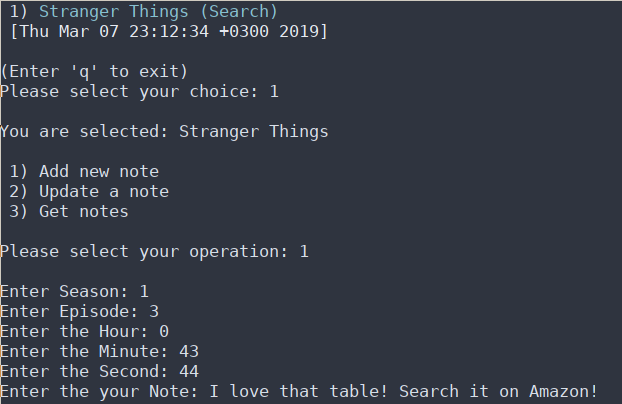 1) Stranger Things (Search)
[Thu Mar 07 23:12:34 +0300 2019]
(Enter 'q' to exit)
Please select your choice: 1
You are selected: Stranger Things
1) Add new note
2) Update a note
3) Get notes
Please select your operation: 1
Enter Season: 1
Enter Episode: 3
Enter the Hour: 0
Enter the Minute: 43
Enter the Second: 44
Enter the your Note: I love that table! Search it on Amazon!